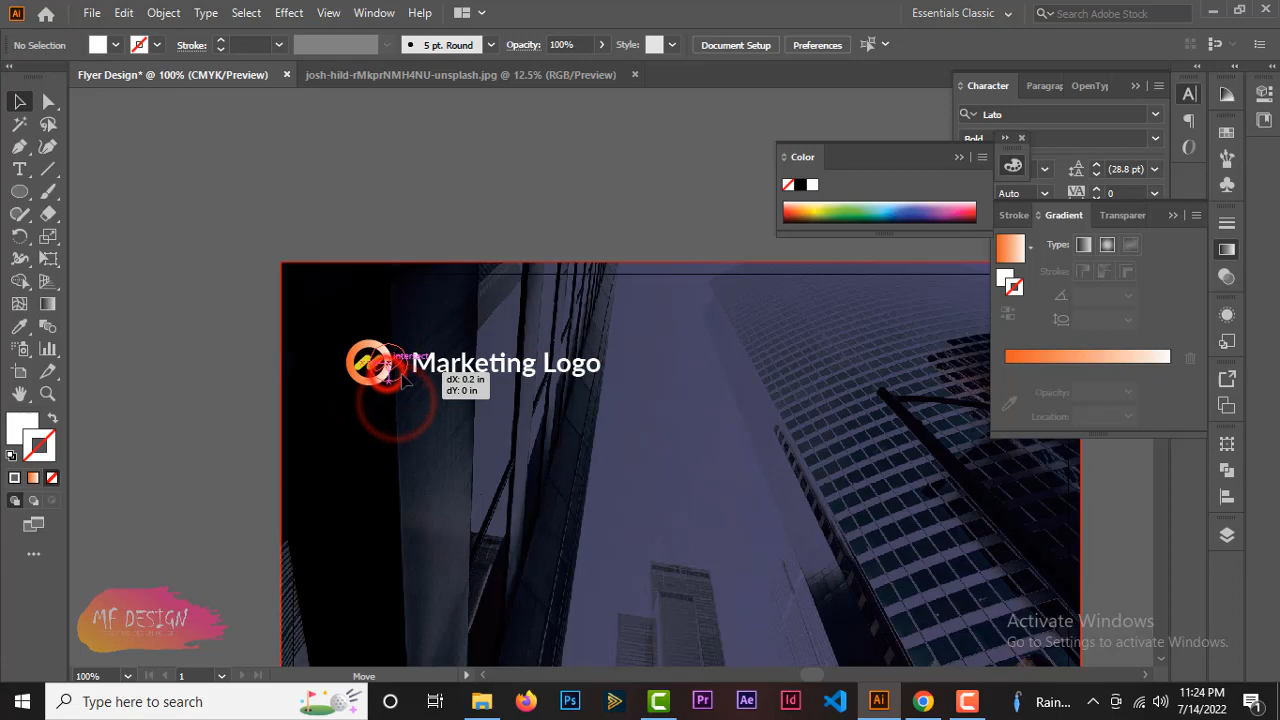 File Edit Object Type Select Effect View Window Help
Essentials Classic
Search Adobe Stock
No Selection
Stroke:
5 pt. Round
Opacity: 100%
Style:
Document Setup
Preferences
Flyer Design* @ 100% (CMYK/Preview)
josh-hild-rMkprNMH4NU-unsplash.jpg @ 12.5% (RGB/Preview)
Character
Paragra
OpenTy
Lato
Bold
Color
(28.8 pt)
Auto
0
Stroke
Gradient
Transparer
Type:
Stroke:
intersect
Marketing Logo
dX: 0.2 in
dY: 0 in
Opacity:
Location:
MF DESIGN
Activate Windows
Go to Settings to activate Windows.
100%
1
Move
Type here to search
Rain...
11:24 PM
7/14/2022